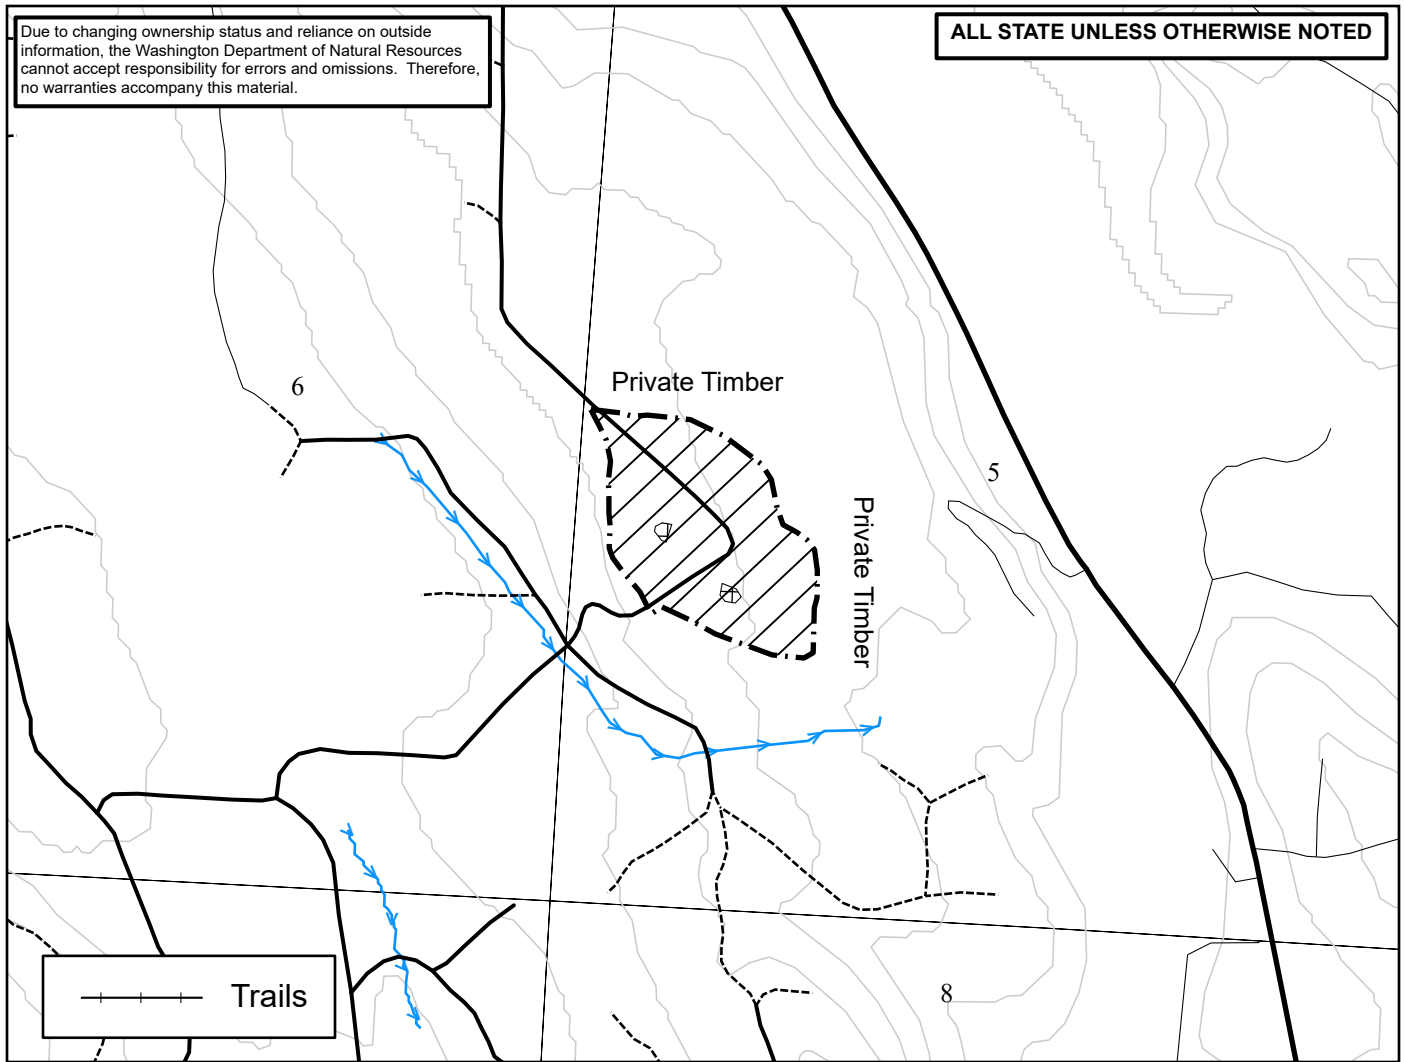 Due to changing ownership status and reliance on outside
information, the Washington Department of Natural Resources
cannot accept responsibility for errors and omissions.  Therefore,
no warranties accompany this material.
ALL STATE UNLESS OTHERWISE NOTED
Private Timber
6
5
Private Timber
8
Trails